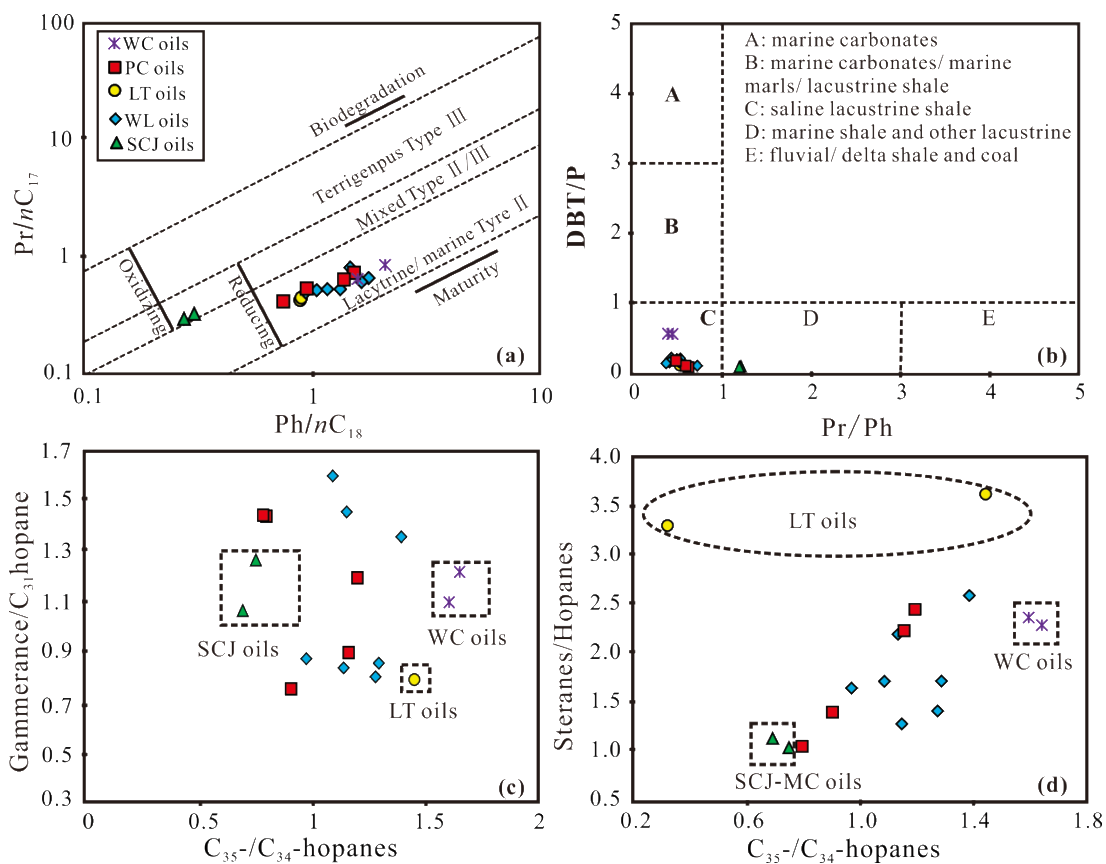 100
10
1
0.1
Pr/nC17
WC oils
PC oils
LT oils
WL oils
SCJ oils
Biodegradation
Terrigenpus Type III
Mixed Type II/III
Lacytrine/ marine Tyre II
Maturity
Oxidizing
Reducing
(a)
0.1
1
10
Ph/nC18
DBT/P
5
4
3
2
1
0
A: marine carbonates
B: marine carbonates/ marine
marls/ lacustrine shale
C: saline lacustrine shale
D: marine shale and other lacustrine
E: fluvial/ delta shale and coal
A
B
C
D
E
(b)
0
1
2
3
4
5
Pr/Ph
Gammerance/C31hopane
1.7
1.5
1.3
1.1
0.9
0.7
0.5
0.3
SCJ oils
WC oils
LT oils
(c)
0
0.5
1
1.5
2
C35-/C34-hopanes
Steranes/Hopanes
4.0
3.5
3.0
2.5
2.0
1.5
1.0
0.5
LT oils
WC oils
SCJ-MC oils
(d)
0.2
0.6
1.0
1.4
1.8
C35-/C34-hopanes